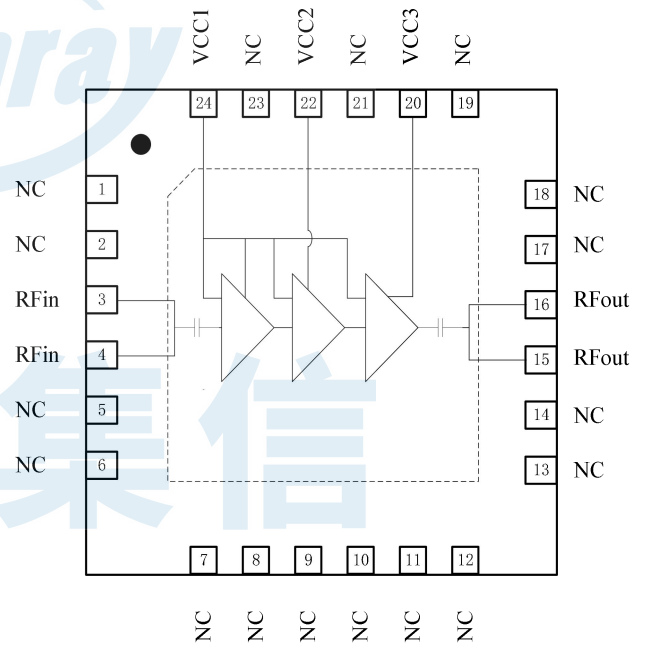 VCC1 NC VCC2 NC VCC3 NC
24 23 22 21 20 19
NC 1
NC 2
RFin 3
RFin 4
NC 5
NC 6
18 NC
17 NC
16 RFout
15 RFout
14 NC
13 NC
7 8 9 10 11 12
NC NC NC NC NC NC
集信